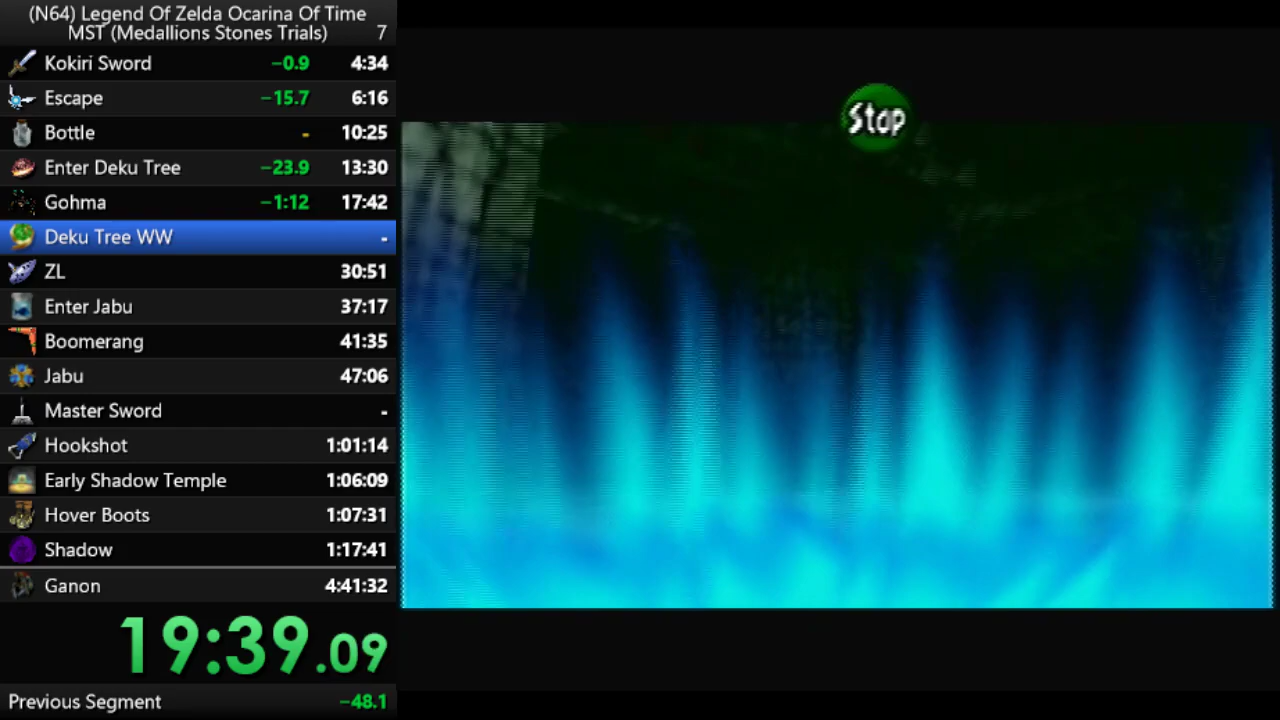 (N64) Legend Of Zelda Ocarina Of Time
MST (Medallions Stones Trials) 7
Kokiri Sword −0.9 4:34
Escape −15.7 6:16
Bottle - 10:25
Enter Deku Tree −23.9 13:30
Gohma −1:12 17:42
Deku Tree WW -
ZL 30:51
Enter Jabu 37:17
Boomerang 41:35
Jabu 47:06
Master Sword -
Hookshot 1:01:14
Early Shadow Temple 1:06:09
Hover Boots 1:07:31
Shadow 1:17:41
Ganon 4:41:32
19:39.09
Previous Segment −48.1
Stop